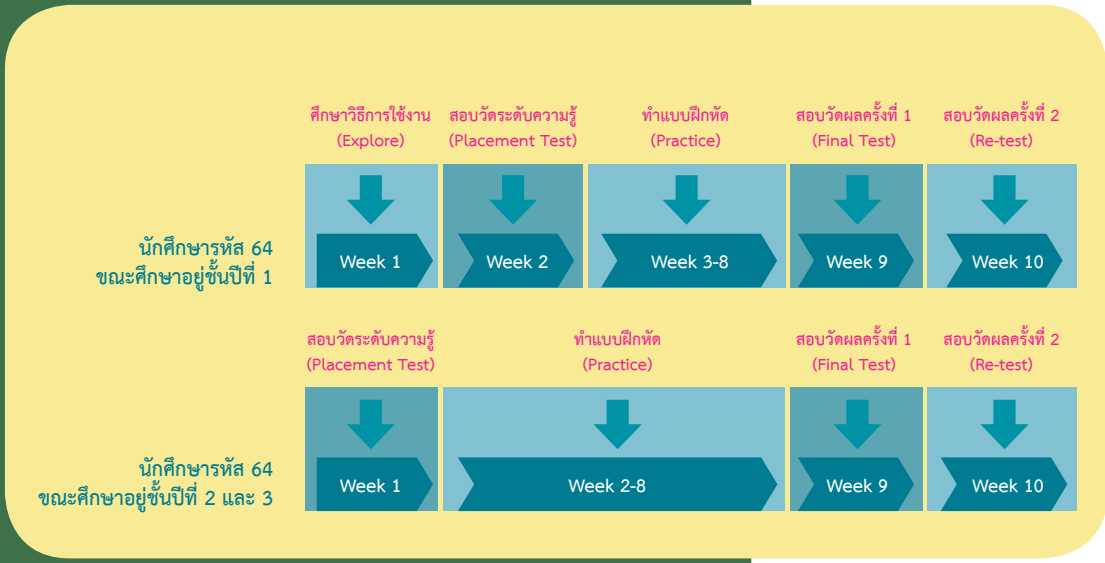 ศึกษาวิธีการใช้งาน
(Explore)
สอบวัดระดับความรู้
(Placement Test)
ทำแบบฝึกหัด
(Practice)
สอบวัดผลครั้งที่ 1
(Final Test)
สอบวัดผลครั้งที่ 2
(Re-test)
นักศึกษารหัส 64
ขณะศึกษาอยู่ชั้นปีที่ 1
Week 1
Week 2
Week 3-8
Week 9
Week 10
สอบวัดระดับความรู้
(Placement Test)
ทำแบบฝึกหัด
(Practice)
สอบวัดผลครั้งที่ 1
(Final Test)
สอบวัดผลครั้งที่ 2
(Re-test)
นักศึกษารหัส 64
ขณะศึกษาอยู่ชั้นปีที่ 2 และ 3
Week 1
Week 2-8
Week 9
Week 10